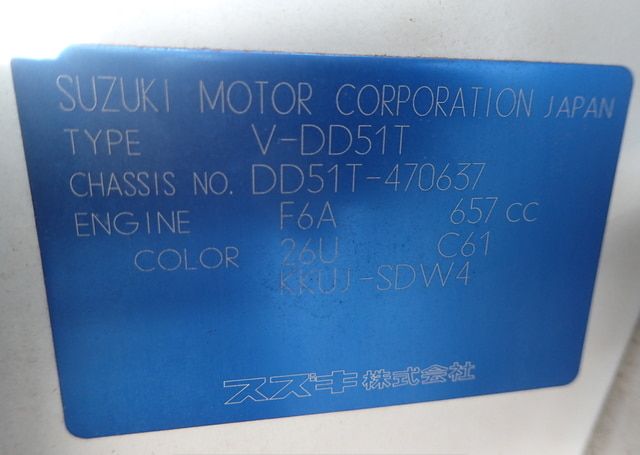 SUZUKI MOTOR CORPORATION JAPAN
TYPE V-DD51T
CHASSIS NO. DD51T-470637
ENGINE F6A 657 cc
COLOR 26U C61
KKUJ-SDW4
スズキ株式会社